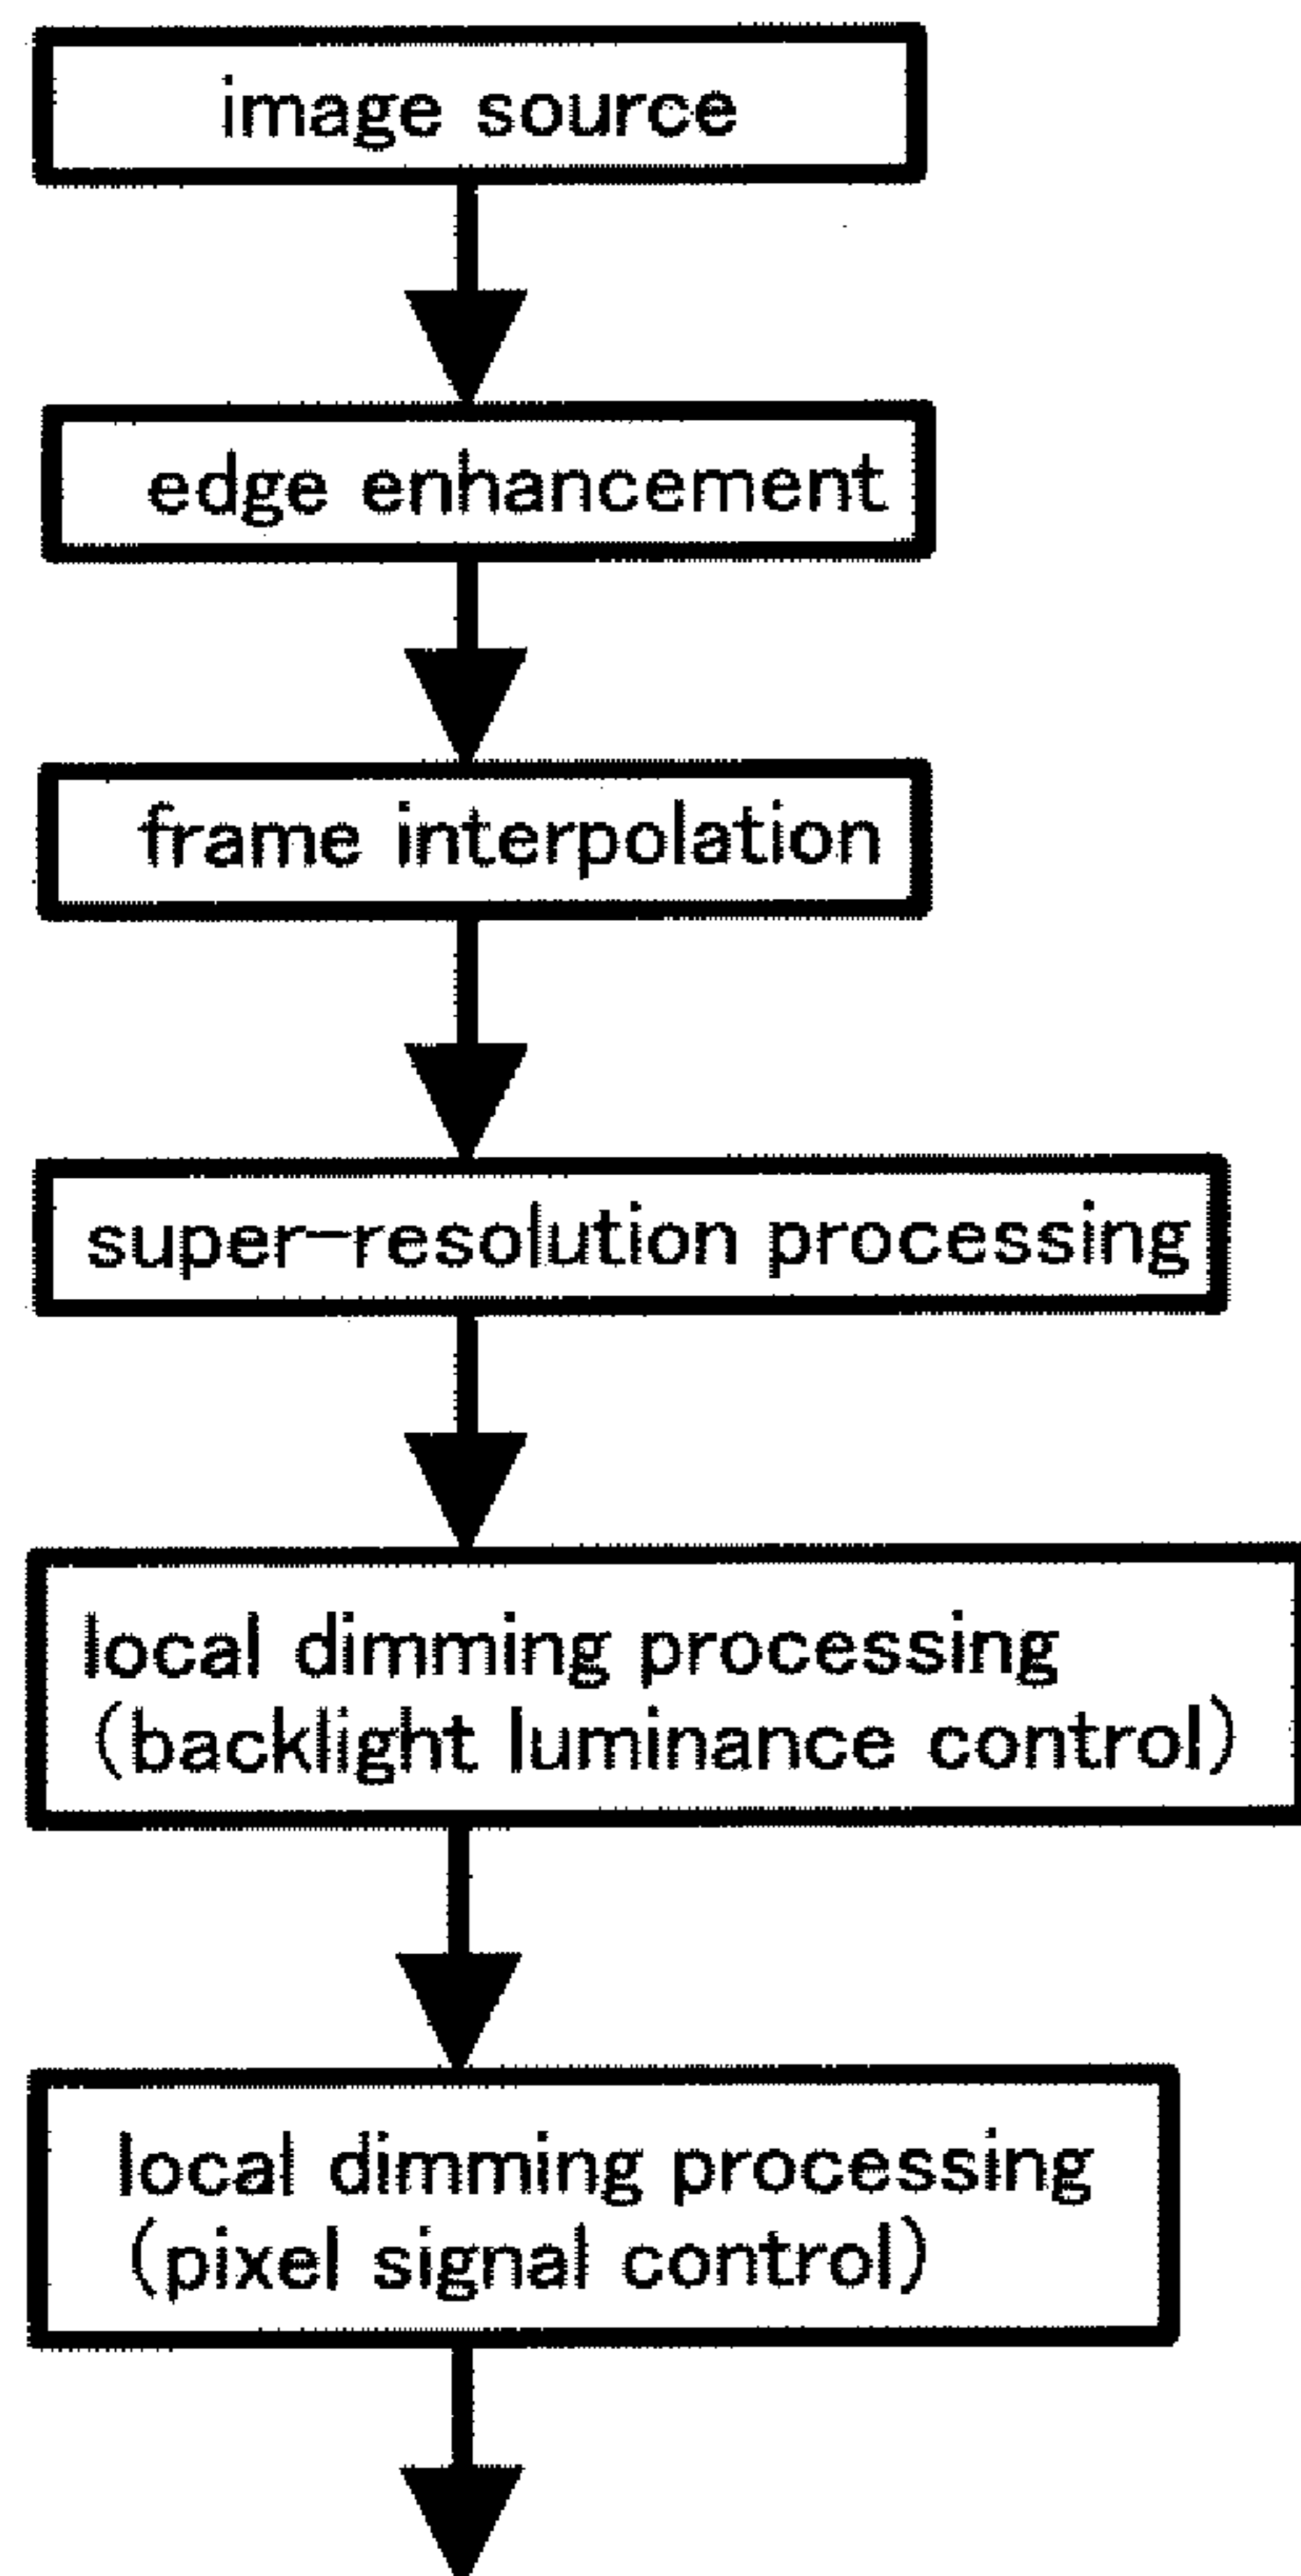 image source
edge enhancement
frame interpolation
super-resolution processing
local dimming processing
(backlight luminance control)
local dimming processing
(pixel signal control)